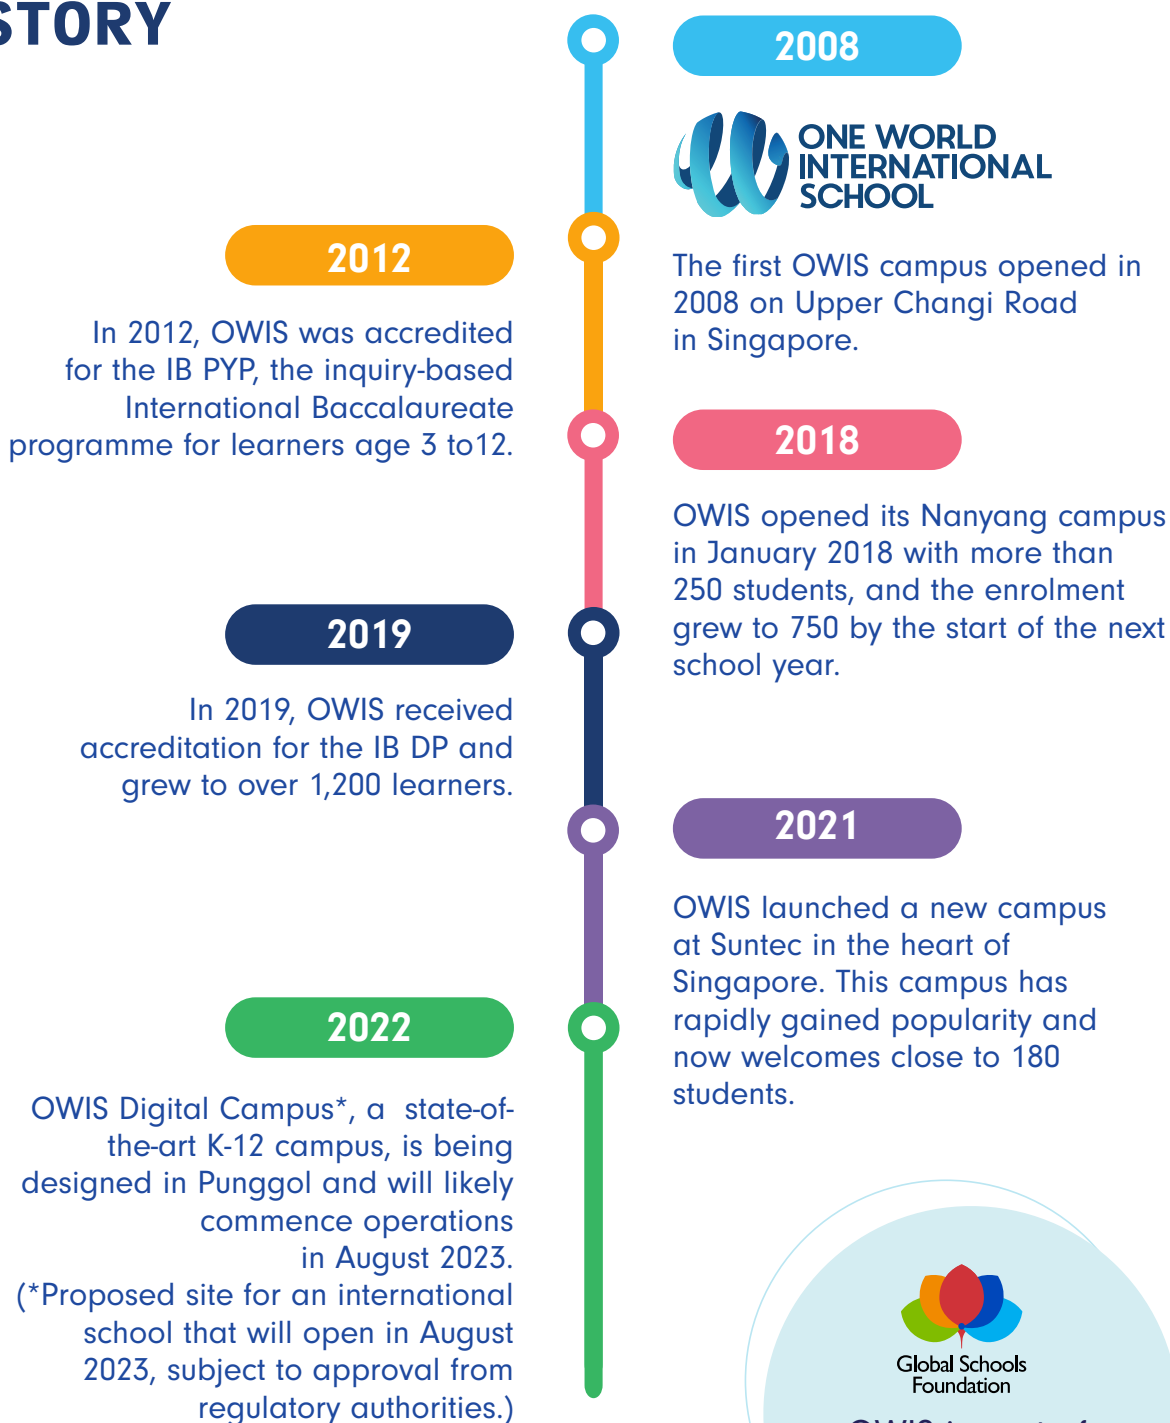 STORY
2008
ONE WORLD
INTERNATIONAL
SCHOOL
The first OWIS campus opened in
2008 on Upper Changi Road
in Singapore.
2012
In 2012, OWIS was accredited
for the IB PYP, the inquiry-based
International Baccalaureate
programme for learners age 3 to12.
2018
OWIS opened its Nanyang campus
in January 2018 with more than
250 students, and the enrolment
grew to 750 by the start of the next
school year.
2019
In 2019, OWIS received
accreditation for the IB DP and
grew to over 1,200 learners.
2021
OWIS launched a new campus
at Suntec in the heart of
Singapore. This campus has
rapidly gained popularity and
now welcomes close to 180
students.
2022
OWIS Digital Campus*, a  state-of-
the-art K-12 campus, is being
designed in Punggol and will likely
commence operations
in August 2023.
(*Proposed site for an international
school that will open in August
2023, subject to approval from
regulatory authorities.)
Global Schools
Foundation